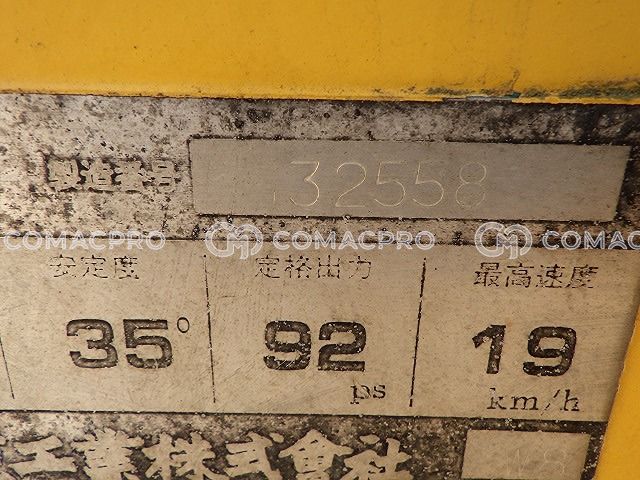 製造番号 32558
COMACPRO COMACPRO COMAC
安定度 定格出力 最高速度
35° 92 19
ps km/h
工業株式會社